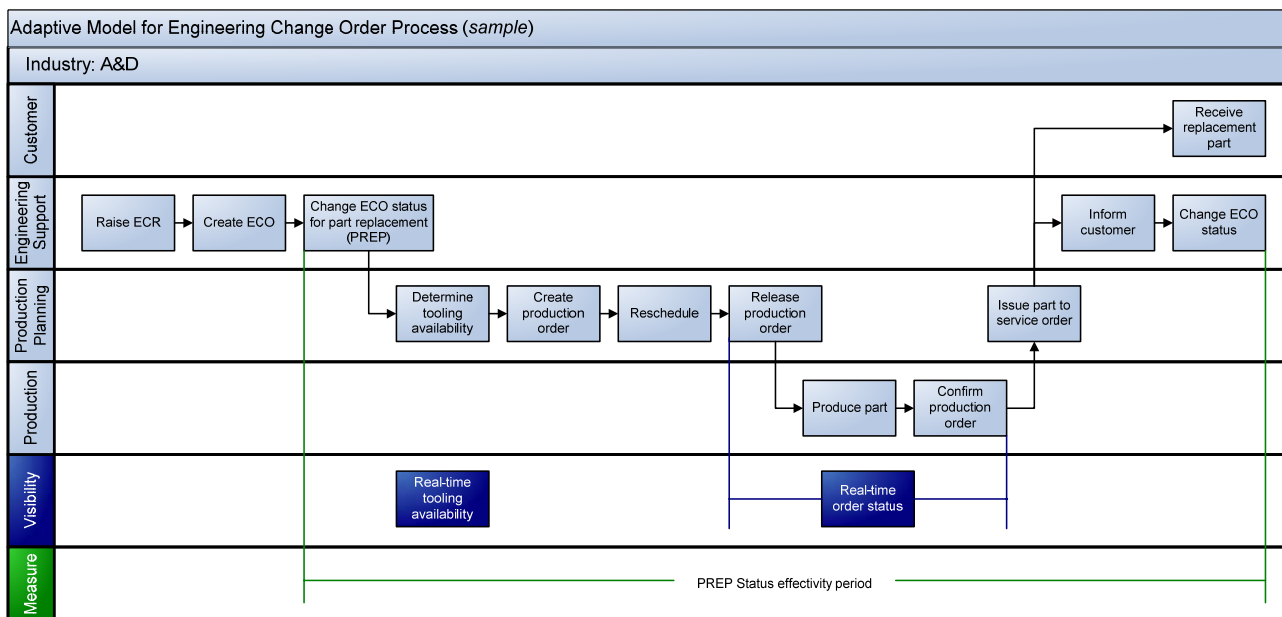 Adaptive Model for Engineering Change Order Process (sample)
Industry: A&D
Customer
Receive
replacement
part
Engineering
Support
Raise ECR
Create ECO
Change ECO status
for part replacement
(PREP)
Inform
customer
Change ECO
status
Production
Planning
Determine
tooling
availability
Create
production
order
Reschedule
Release
production
order
Issue part to
service order
Production
Produce part
Confirm
production
order
Visibility
Real-time
tooling
availability
Real-time
order status
Measure
PREP Status effectivity period